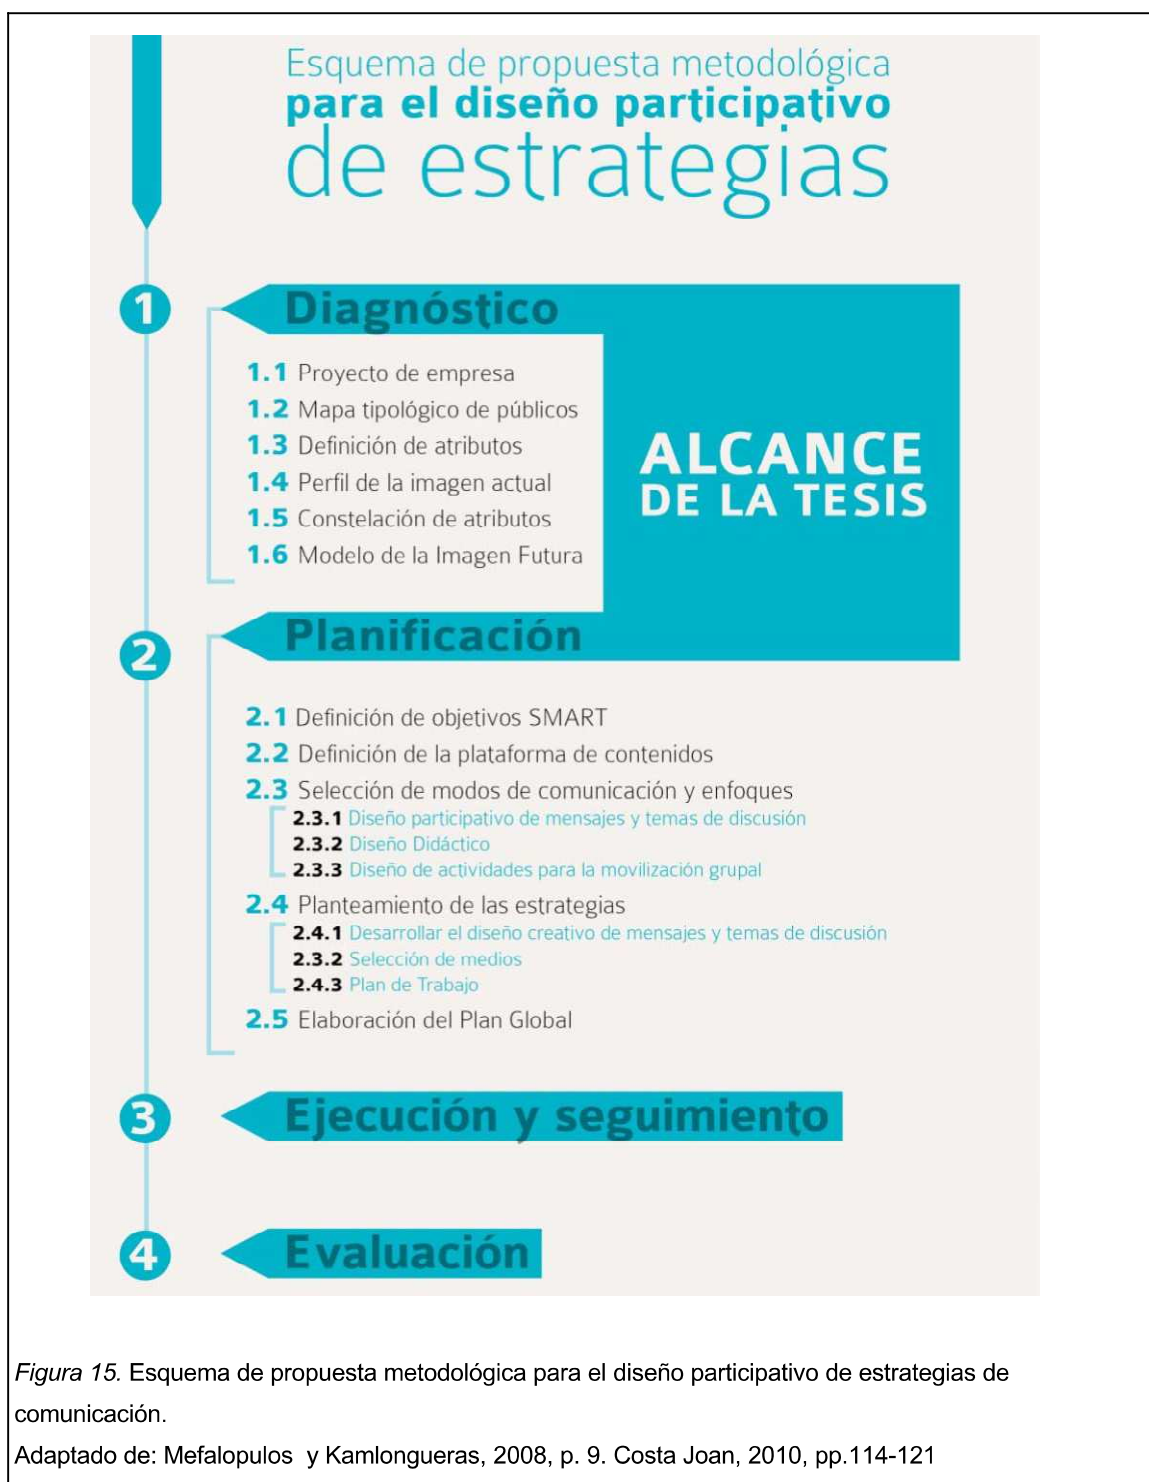 Esquema de propuesta metodológica
para el diseño participativo
de estrategias
1
Diagnóstico
1.1 Proyecto de empresa
1.2 Mapa tipológico de públicos
1.3 Definición de atributos
1.4 Perfil de la imagen actual
1.5 Constelación de atributos
1.6 Modelo de la Imagen Futura
ALCANCE
DE LA TESIS
2
Planificación
2.1 Definición de objetivos SMART
2.2 Definición de la plataforma de contenidos
2.3 Selección de modos de comunicación y enfoques
2.3.1 Diseño participativo de mensajes y temas de discusión
2.3.2 Diseño Didáctico
2.3.3 Diseño de actividades para la movilización grupal
2.4 Planteamiento de las estrategias
2.4.1 Desarrollar el diseño creativo de mensajes y temas de discusión
2.3.2 Selección de medios
2.4.3 Plan de Trabajo
2.5 Elaboración del Plan Global
3
Ejecución y seguimiento
4
Evaluación
Figura 15. Esquema de propuesta metodológica para el diseño participativo de estrategias de
comunicación.
Adaptado de: Mefalopulos y Kamlongueras, 2008, p. 9. Costa Joan, 2010, pp.114-121